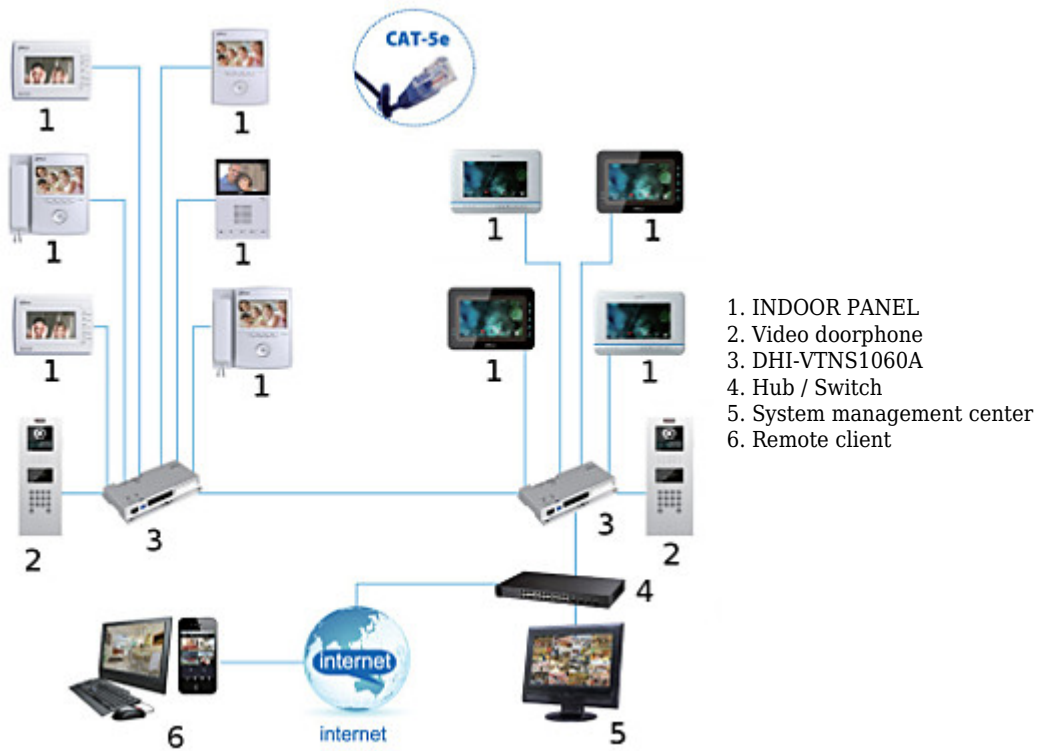 CAT-5e
1
1
1
1
1
1
1
1
1
1
1. INDOOR PANEL
2. Video doorphone
3. DHI-VTNS1060A
4. Hub / Switch
5. System management center
6. Remote client
2
3
3
2
4
internet
internet
6
5